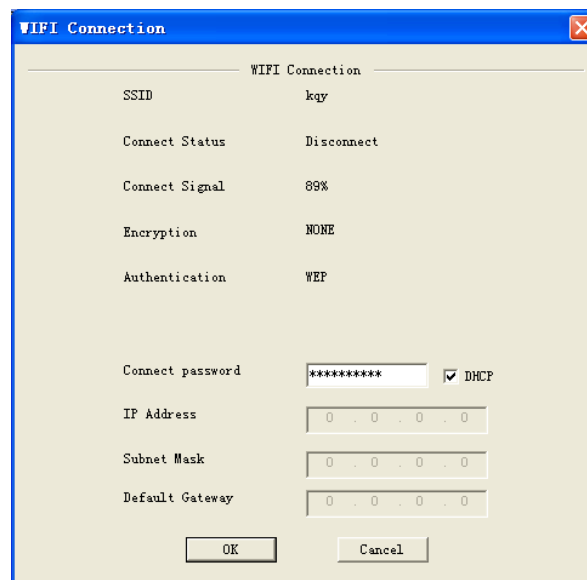 WIFI Connection
WIFI Connection
SSID kqy
Connect Status Disconnect
Connect Signal 89%
Encryption NONE
Authentication WEP
Connect password ********** DHCP
IP Address 0 . 0 . 0 . 0
Subnet Mask 0 . 0 . 0 . 0
Default Gateway 0 . 0 . 0 . 0
OK Cancel